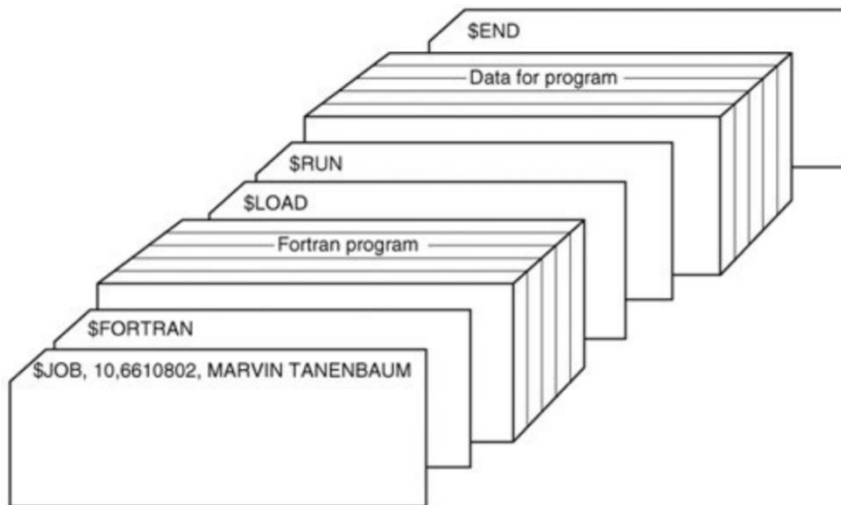 $END
Data for program
$RUN
$LOAD
Fortran program
$FORTRAN
$JOB, 10,6610802, MARVIN TANENBAUM